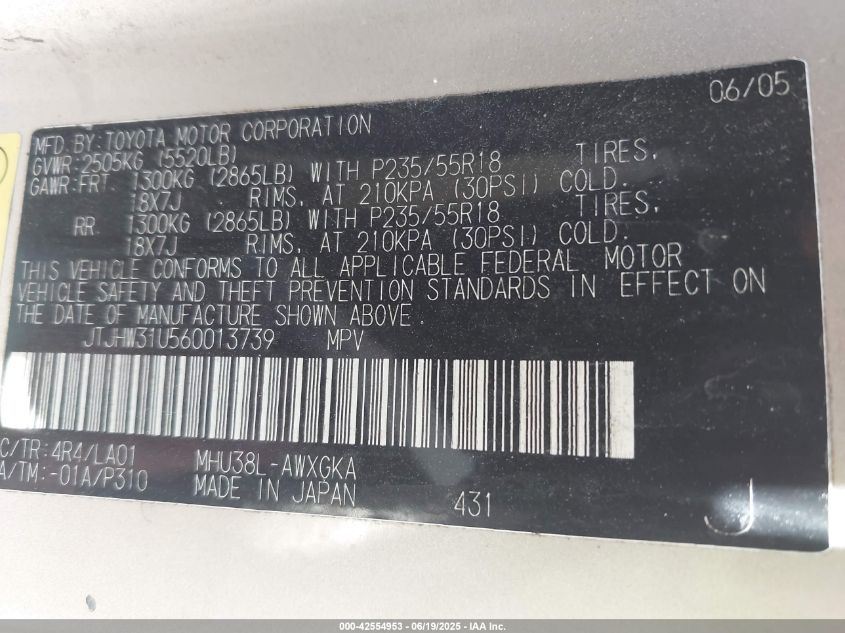 06/05
MFD. BY: TOYOTA MOTOR CORPORATION
GVWR: 2505KG (5520LB)
GAWR: FRT. 1300KG (2865LB) WITH P235/55R18 TIRES.
18X7J RIMS. AT 210KPA (30PSI) COLD.
RR. 1300KG (2865LB) WITH P235/55R18 TIRES.
18X7J RIMS. AT 210KPA (30PSI) COLD.
THIS VEHICLE CONFORMS TO ALL APPLICABLE FEDERAL MOTOR
VEHICLE SAFETY AND THEFT PREVENTION STANDARDS IN EFFECT ON
THE DATE OF MANUFACTURE SHOWN ABOVE.
JTJHW31U560013739 MPV
C/TR: 4R4/LA01 MHU38L-AWXGKA
A/TM: -01A/P310 MADE IN JAPAN 431 J
000-42554953 - 06/19/2025 - IAA Inc.